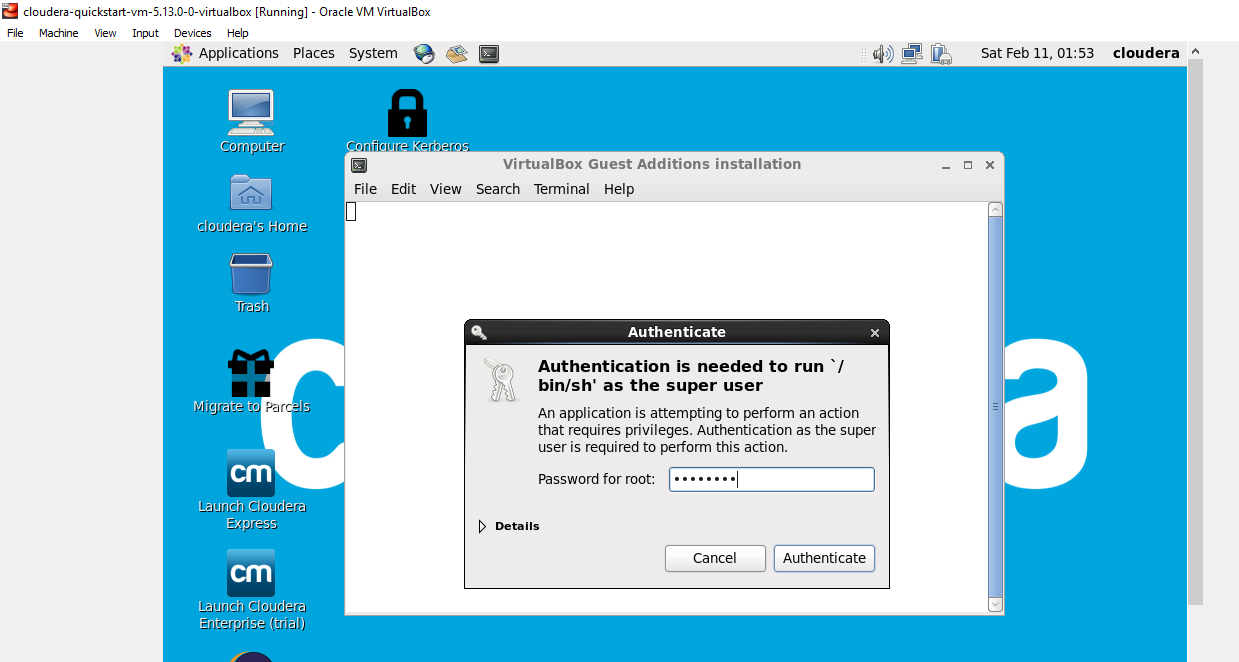 cloudera-quickstart-vm-5.13.0-0-virtualbox [Running] - Oracle VM VirtualBox
File Machine View Input Devices Help
Applications Places System Sat Feb 11, 01:53 cloudera
Computer
Configure Kerberos
cloudera's Home
Trash
Migrate to Parcels
cm
Launch Cloudera
Express
cm
Launch Cloudera
Enterprise (trial)
VirtualBox Guest Additions installation
File Edit View Search Terminal Help
Authenticate
Authentication is needed to run `/
bin/sh' as the super user
An application is attempting to perform an action
that requires privileges. Authentication as the super
user is required to perform this action.
Password for root: ••••••••
Details
Cancel Authenticate
c a